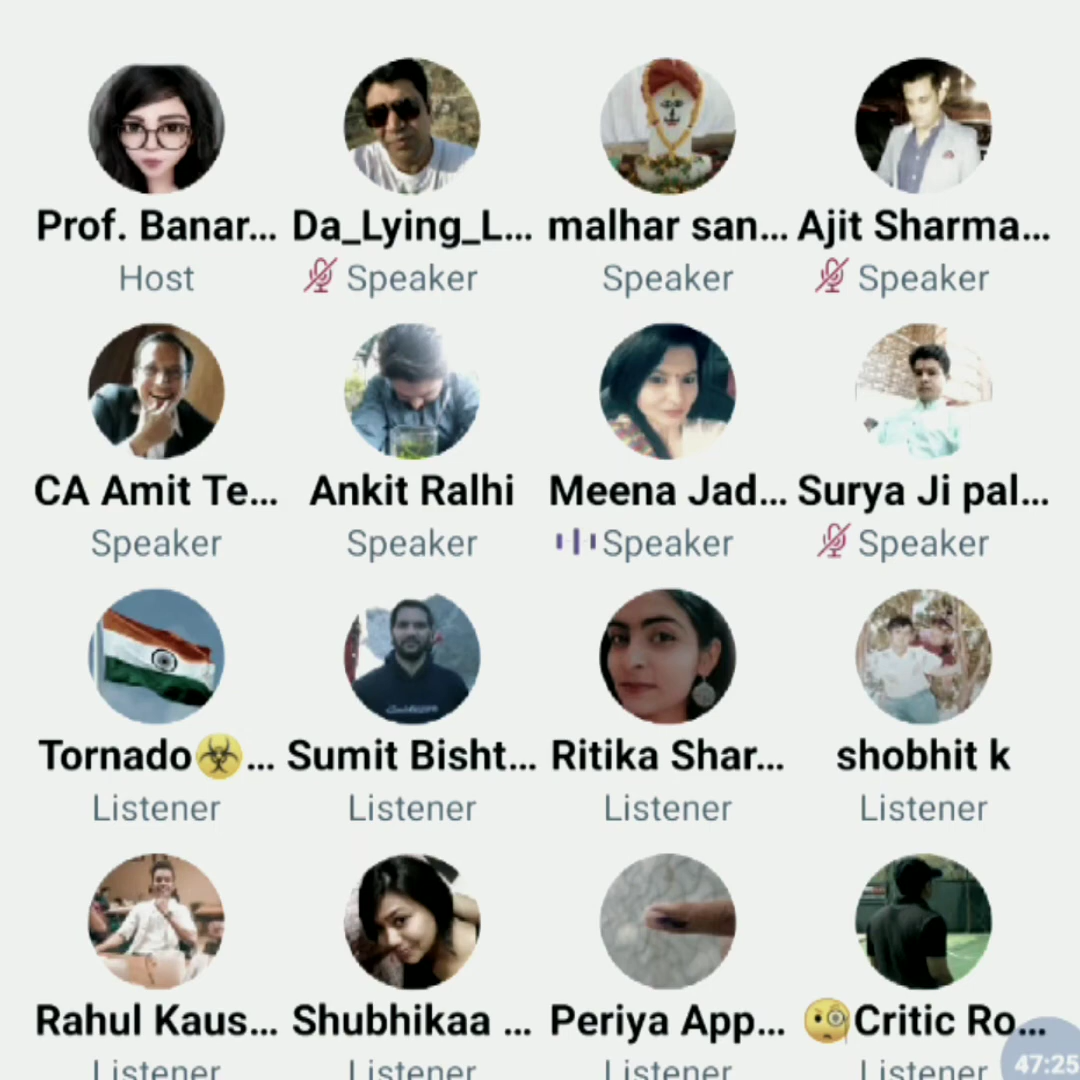 Prof. Banar... Da_Lying_L... malhar san... Ajit Sharma...
Host Speaker Speaker Speaker
CA Amit Te... Ankit Ralhi Meena Jad... Surya Ji pal...
Speaker Speaker Speaker Speaker
Tornado☣️... Sumit Bisht... Ritika Shar... shobhit k
Listener Listener Listener Listener
Rahul Kaus... Shubhikaa ... Periya App... 🧐Critic Ro...
Listener Listener Listener Listener
47:25